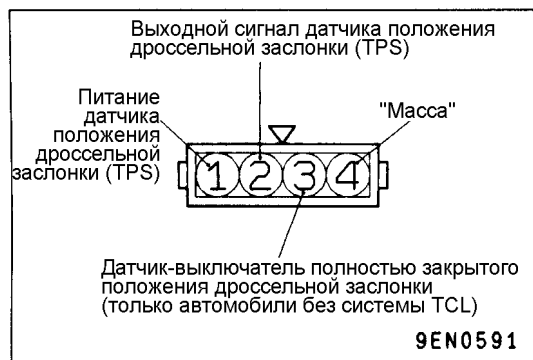 Выходной сигнал датчика положения
дроссельной заслонки (TPS)
Питание
датчика
положения
дроссельной
заслонки (TPS)
"Масса"
1 2 3 4
Датчик-выключатель полностью закрытого
положения дроссельной заслонки
(только автомобили без системы TCL)
9EN0591